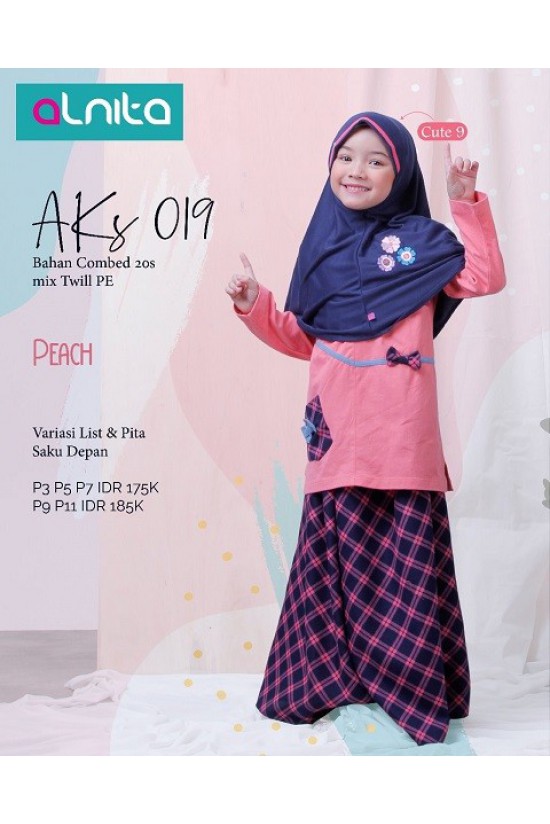 alnita
Cute 9
AKs 019
Bahan Combed 20s
mix Twill PE
PEACH
Variasi List & Pita
Saku Depan
P3 P5 P7 IDR 175K
P9 P11 IDR 185K